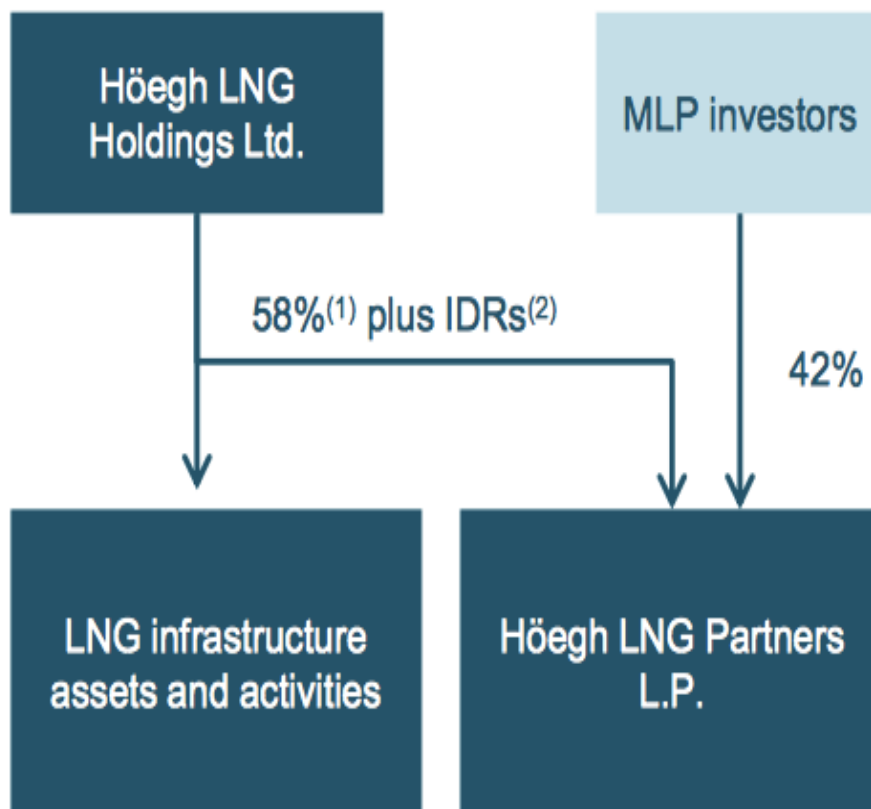 Höegh LNG
Holdings Ltd.
MLP investors
58%(1) plus IDRs(2)
42%
LNG infrastructure
assets and activities
Höegh LNG Partners
L.P.